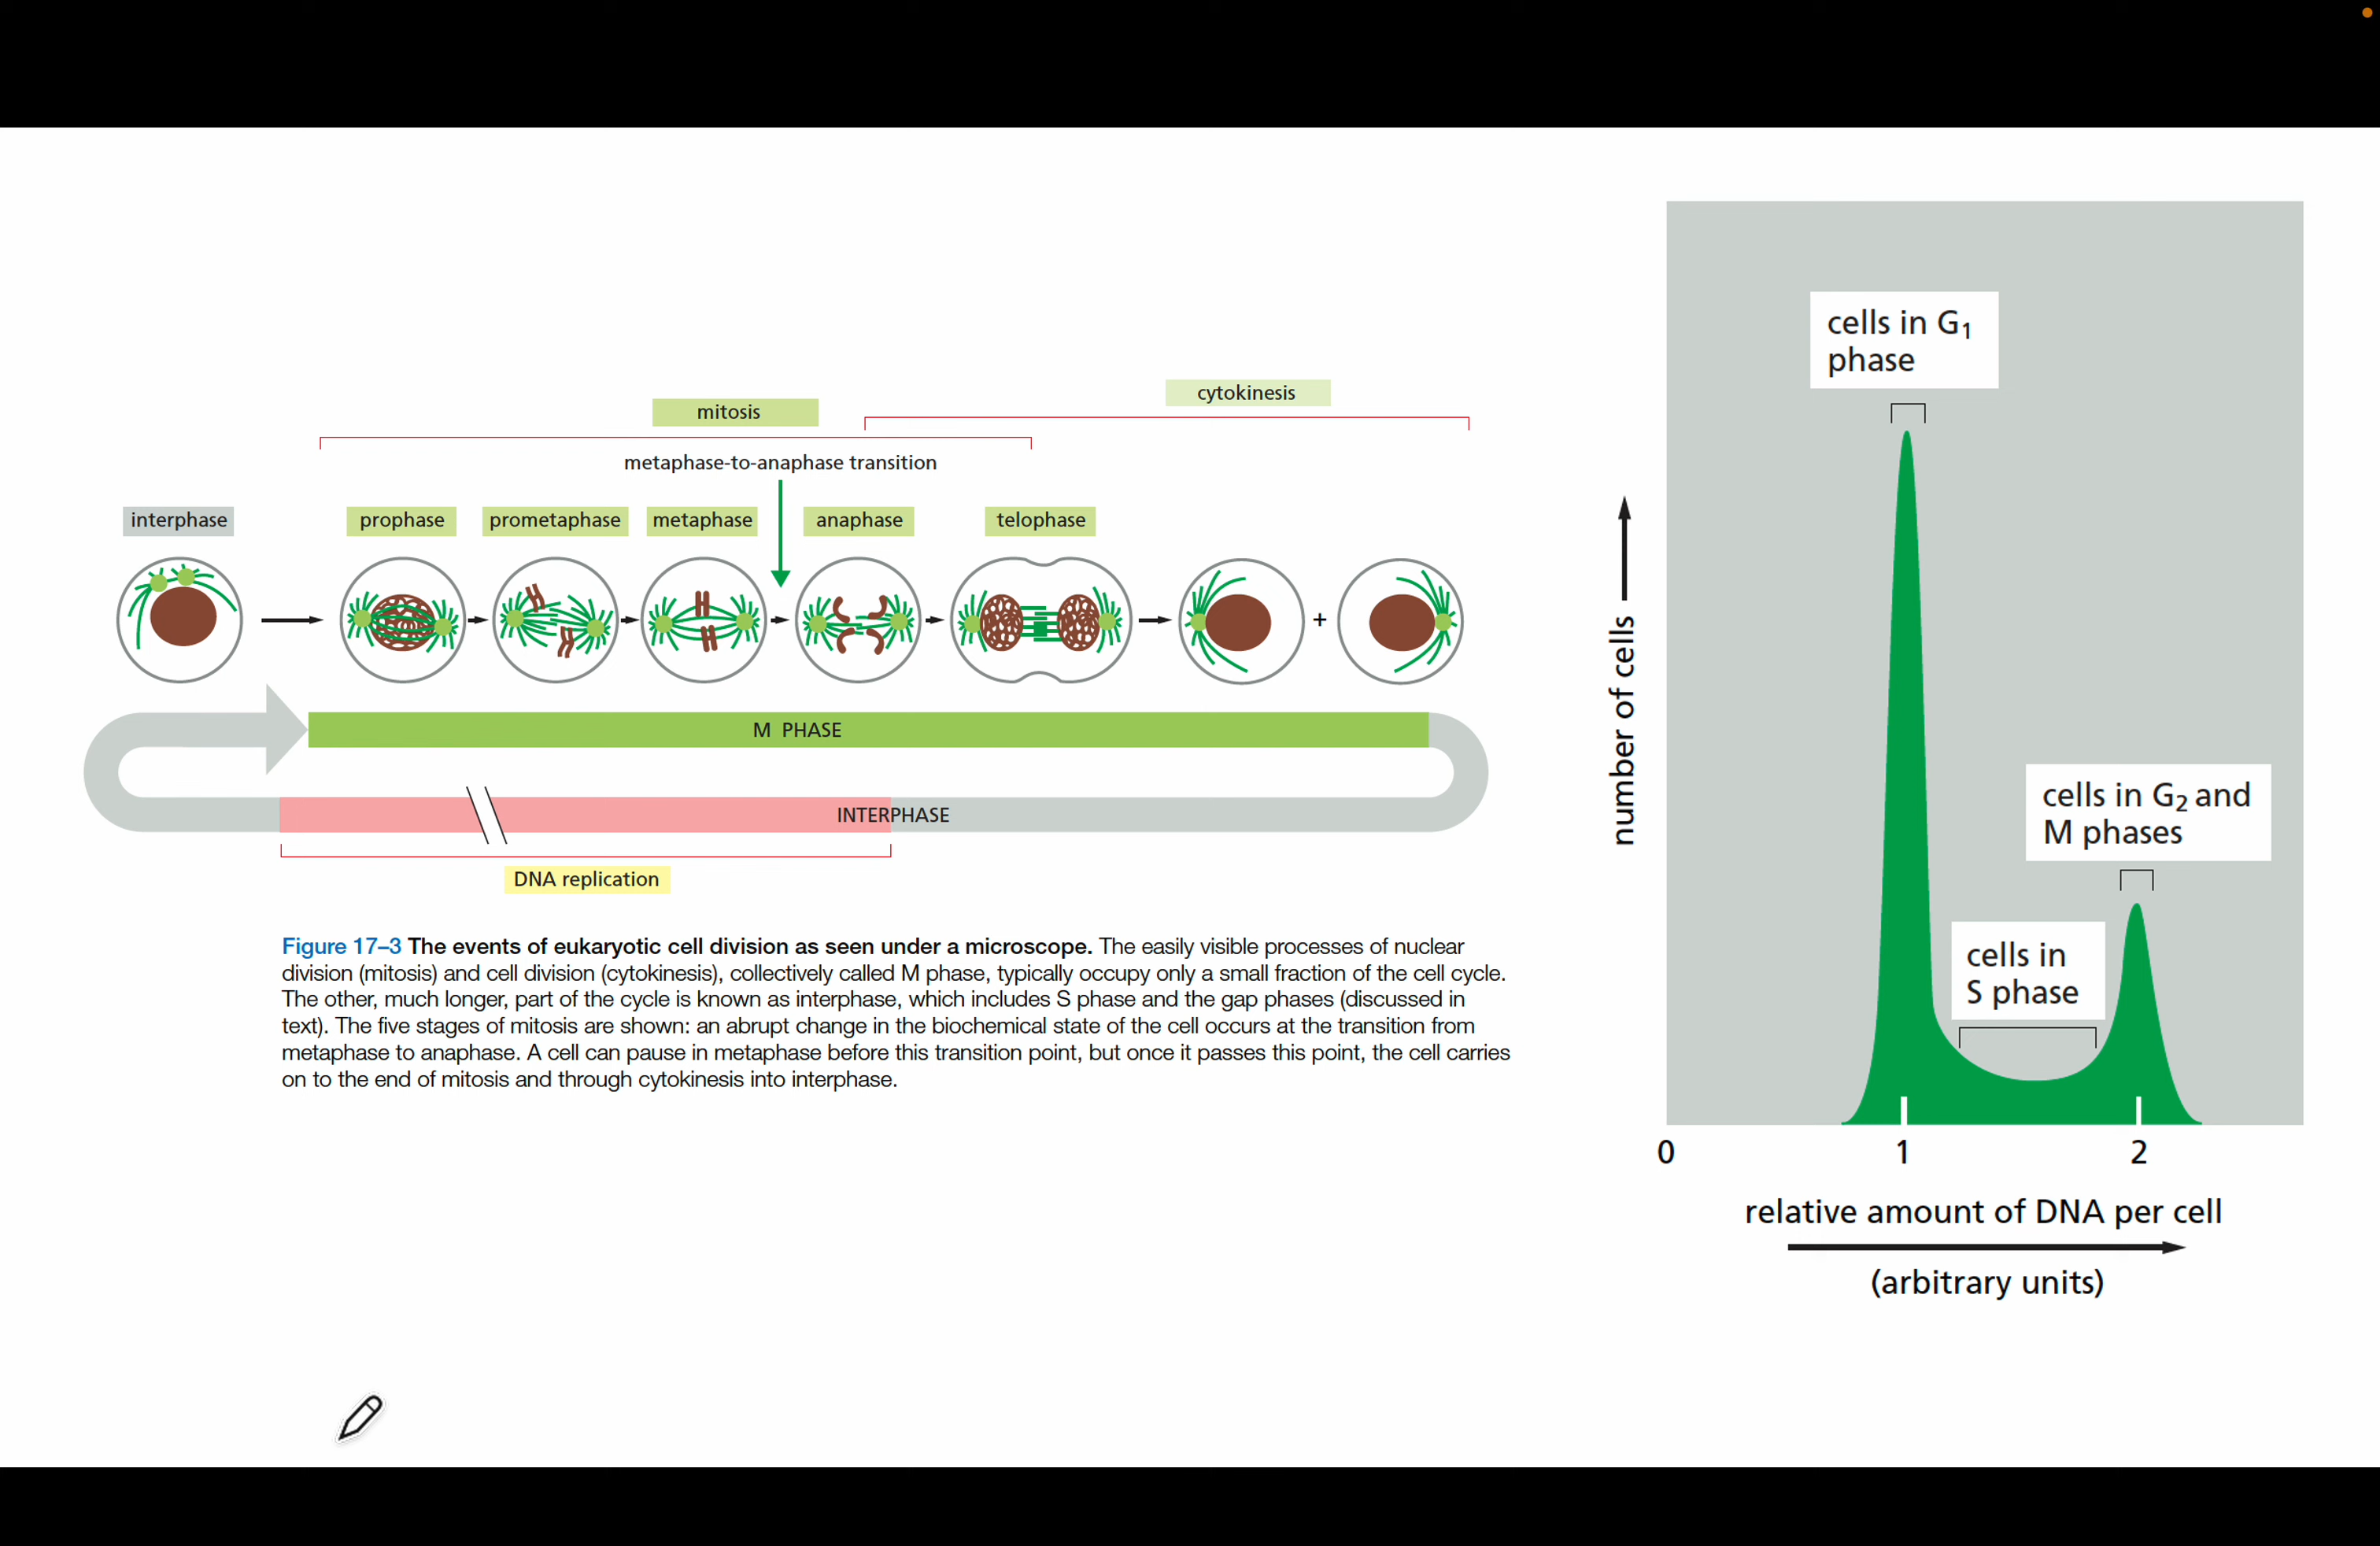 cytokinesis
mitosis
metaphase-to-anaphase transition
interphase
prophase
prometaphase
metaphase
anaphase
telophase
+
M PHASE
INTERPHASE
DNA replication
Figure 17–3 The events of eukaryotic cell division as seen under a microscope. The easily visible processes of nuclear
division (mitosis) and cell division (cytokinesis), collectively called M phase, typically occupy only a small fraction of the cell cycle.
The other, much longer, part of the cycle is known as interphase, which includes S phase and the gap phases (discussed in
text). The five stages of mitosis are shown: an abrupt change in the biochemical state of the cell occurs at the transition from
metaphase to anaphase. A cell can pause in metaphase before this transition point, but once it passes this point, the cell carries
on to the end of mitosis and through cytokinesis into interphase.
number of cells
cells in G₁
phase
cells in G₂ and
M phases
cells in
S phase
0 1 2
relative amount of DNA per cell
(arbitrary units)